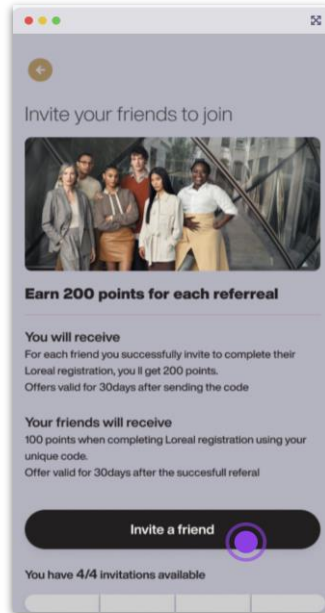 Invite your friends to join
Earn 200 points for each referreal
You will receive
For each friend you successfully invite to complete their
Loreal registration, you ll get 200 points.
Offers valid for 30days after sending the code
Your friends will receive
100 points when completing Loreal registration using your
unique code.
Offer valid for 30days after the succesfull referal
Invite a friend
You have 4/4 invitations available